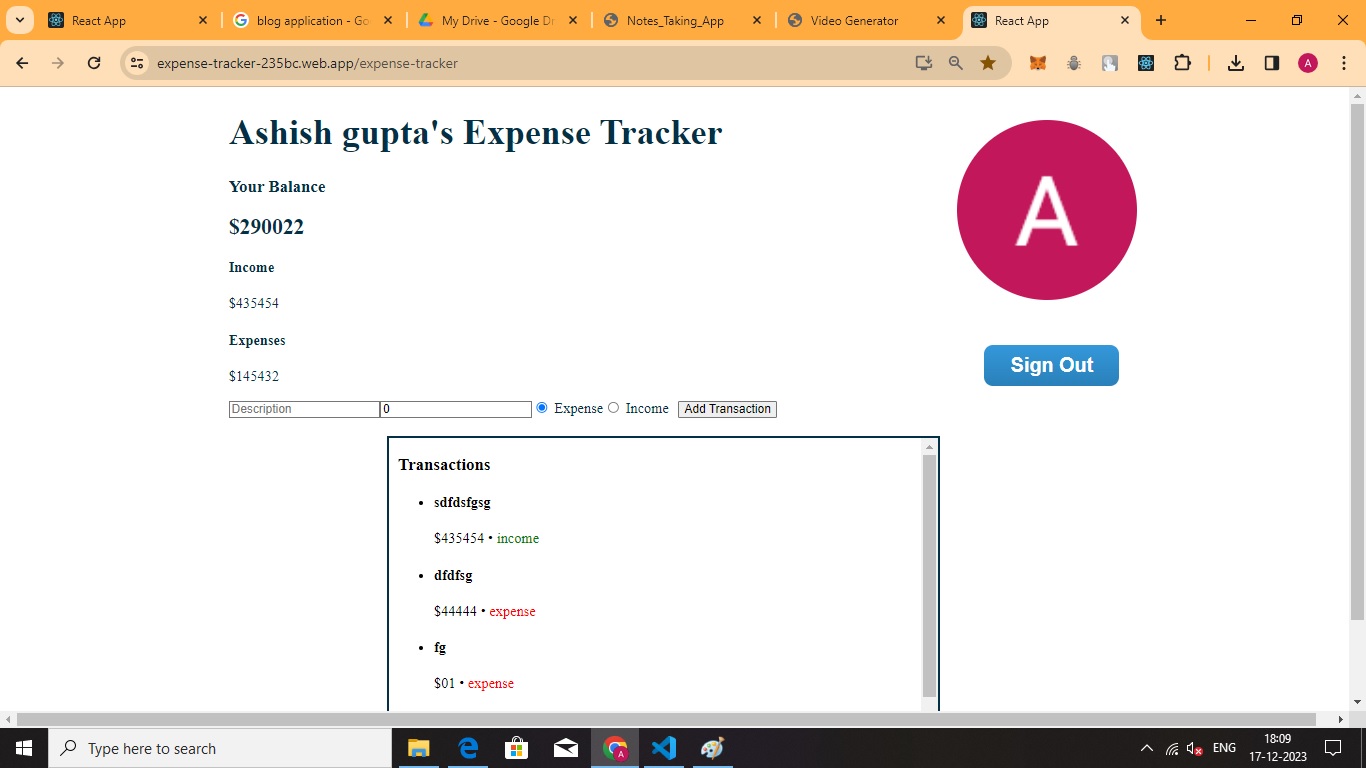 React App
blog application - Go
My Drive - Google Dr
Notes_Taking_App
Video Generator
React App
expense-tracker-235bc.web.app/expense-tracker
A
Ashish gupta's Expense Tracker
A
Your Balance
$290022
Income
$435454
Expenses
$145432
Sign Out
Description 0 Expense Income Add Transaction
Transactions
• sdfdsfgsg
$435454 • income
• dfdfsg
$44444 • expense
• fg
$01 • expense
Type here to search
A
ENG
18:09
17-12-2023